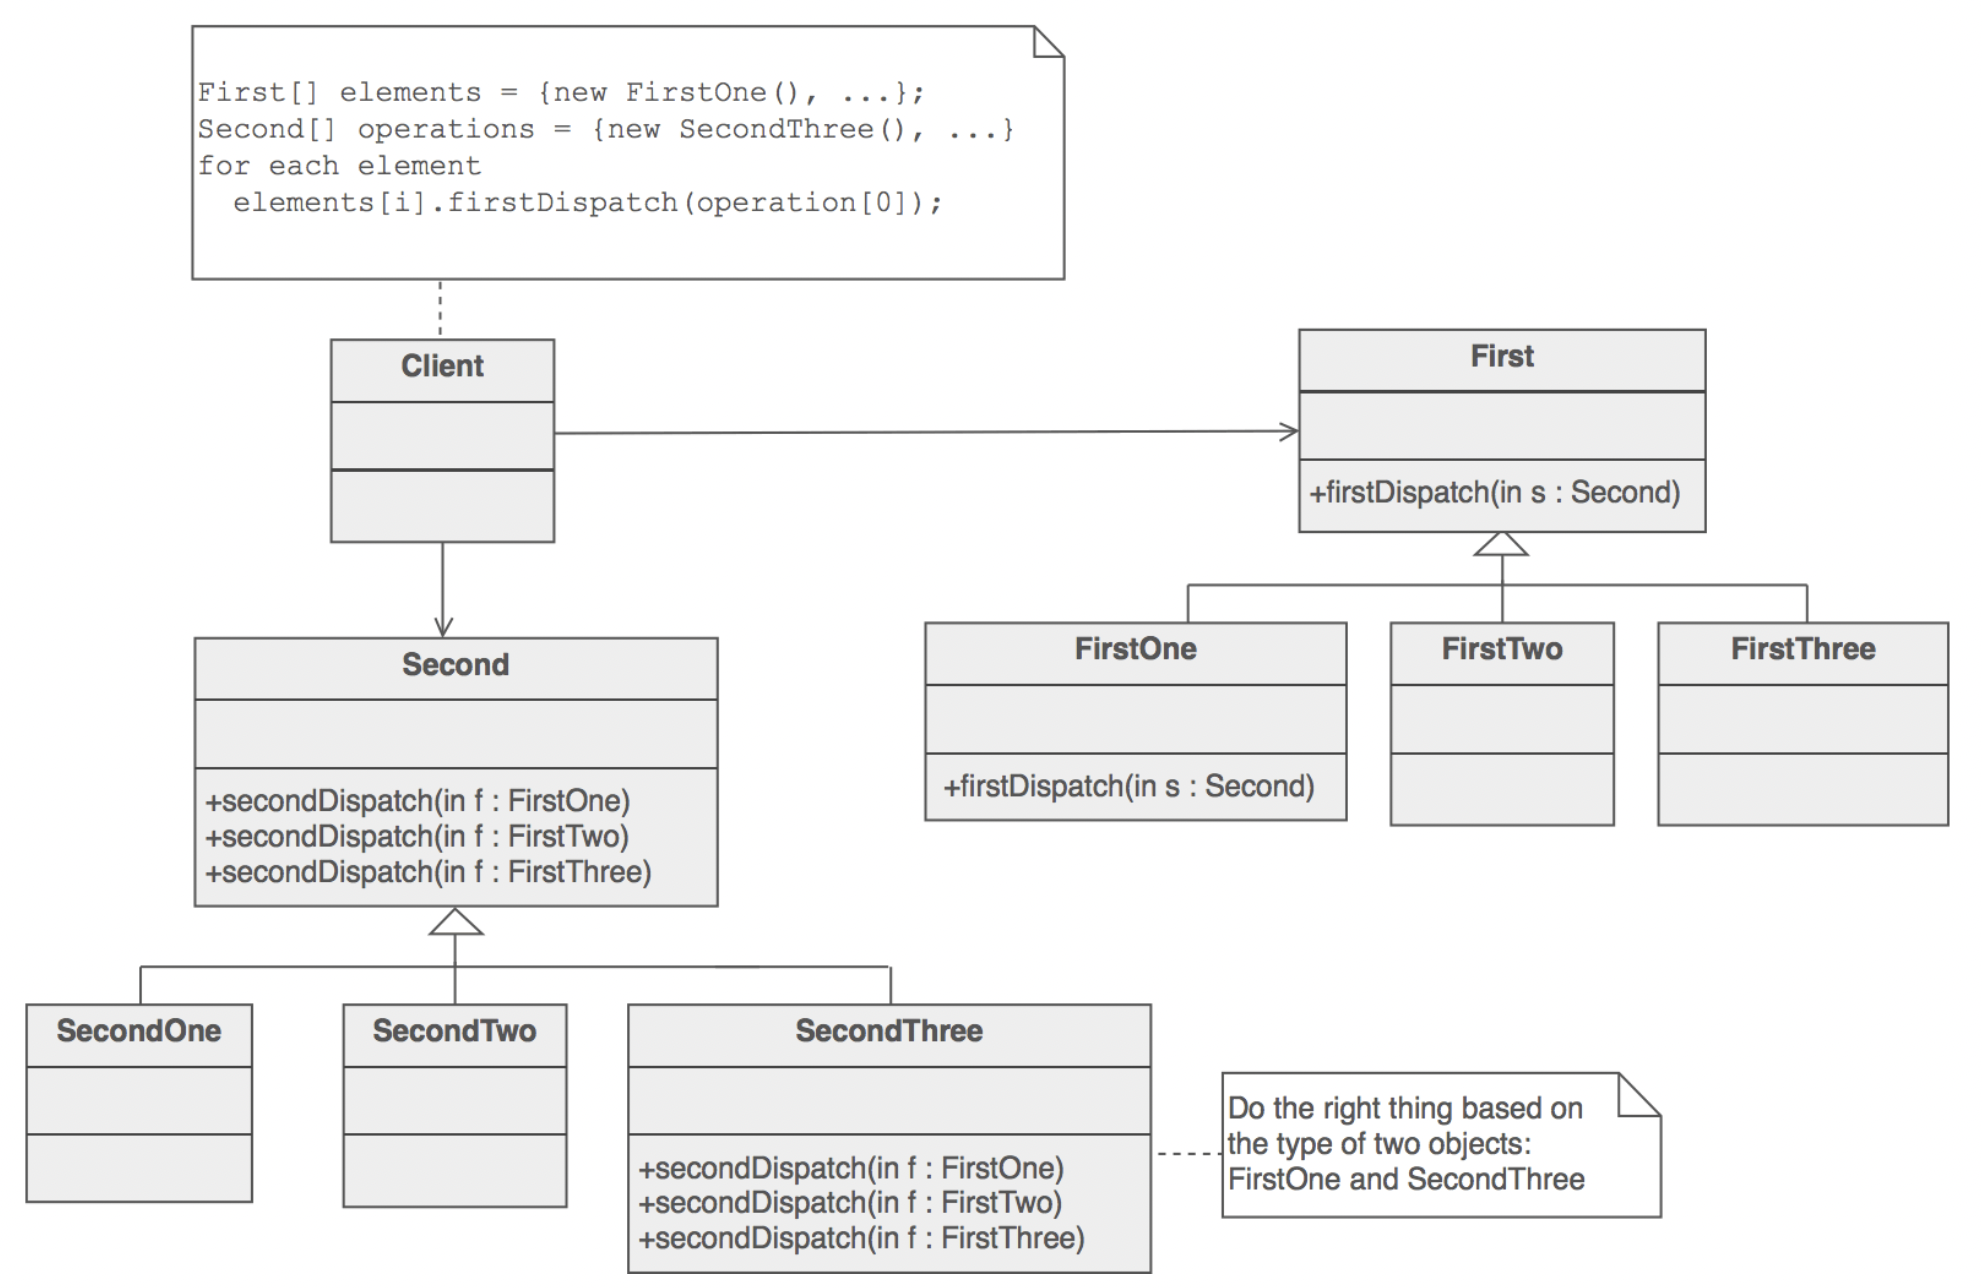 First[] elements = {new FirstOne(), ...};
Second[] operations = {new SecondThree(), ...}
for each element
  elements[i].firstDispatch(operation[0]);
Client
First
+firstDispatch(in s : Second)
FirstOne
+firstDispatch(in s : Second)
FirstTwo
FirstThree
Second
+secondDispatch(in f : FirstOne)
+secondDispatch(in f : FirstTwo)
+secondDispatch(in f : FirstThree)
SecondOne
SecondTwo
SecondThree
+secondDispatch(in f : FirstOne)
+secondDispatch(in f : FirstTwo)
+secondDispatch(in f : FirstThree)
Do the right thing based on
the type of two objects:
FirstOne and SecondThree